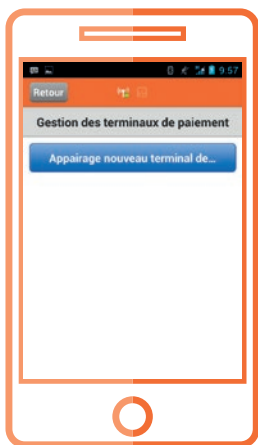 9:57
Retour
Gestion des terminaux de paiement
Appairage nouveau terminal de...